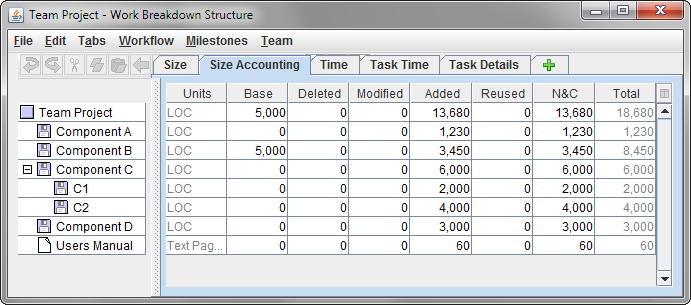 Team Project - Work Breakdown Structure
File Edit Tabs Workflow Milestones Team
Size Size Accounting Time Task Time Task Details
Units Base Deleted Modified Added Reused N&C Total
Team Project LOC 5,000 0 0 13,680 0 13,680 18,680
Component A LOC 0 0 0 1,230 0 1,230 1,230
Component B LOC 5,000 0 0 3,450 0 3,450 8,450
Component C LOC 0 0 0 6,000 0 6,000 6,000
C1 LOC 0 0 0 2,000 0 2,000 2,000
C2 LOC 0 0 0 4,000 0 4,000 4,000
Component D LOC 0 0 0 3,000 0 3,000 3,000
Users Manual Text Pag... 0 0 0 60 0 60 60